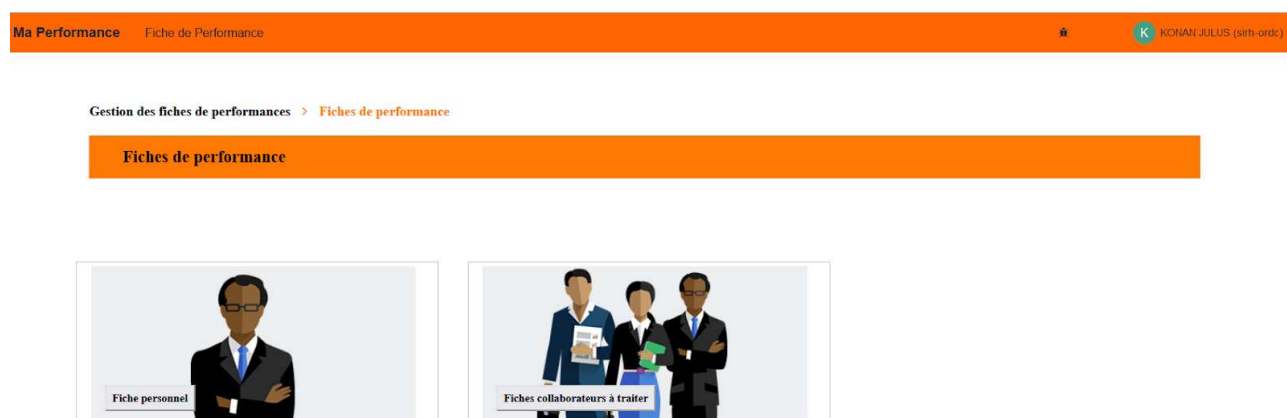 Ma Performance Fiche de Performance K KONAN JULUS (sirh-ordc)
Gestion des fiches de performances > Fiches de performance
Fiches de performance
Fiche personnel
Fiches collaborateurs à traiter